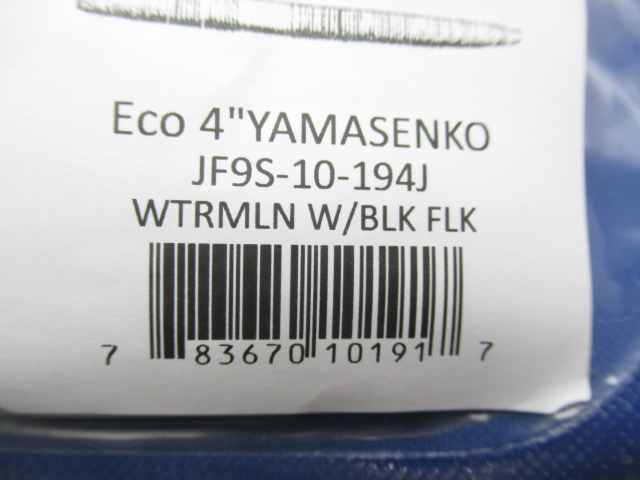 Eco 4"YAMASENKO
JF9S-10-194J
WTRMLN W/BLK FLK
7 83670 10191 7